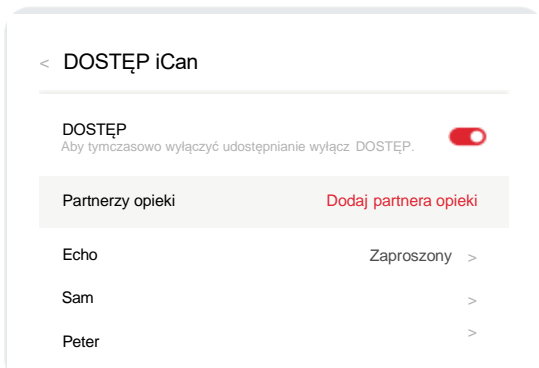 < DOSTĘP iCan
DOSTĘP
Aby tymczasowo wyłączyć udostępnianie wyłącz DOSTĘP.
Partnerzy opieki Dodaj partnera opieki
Echo Zaproszony >
Sam >
Peter >